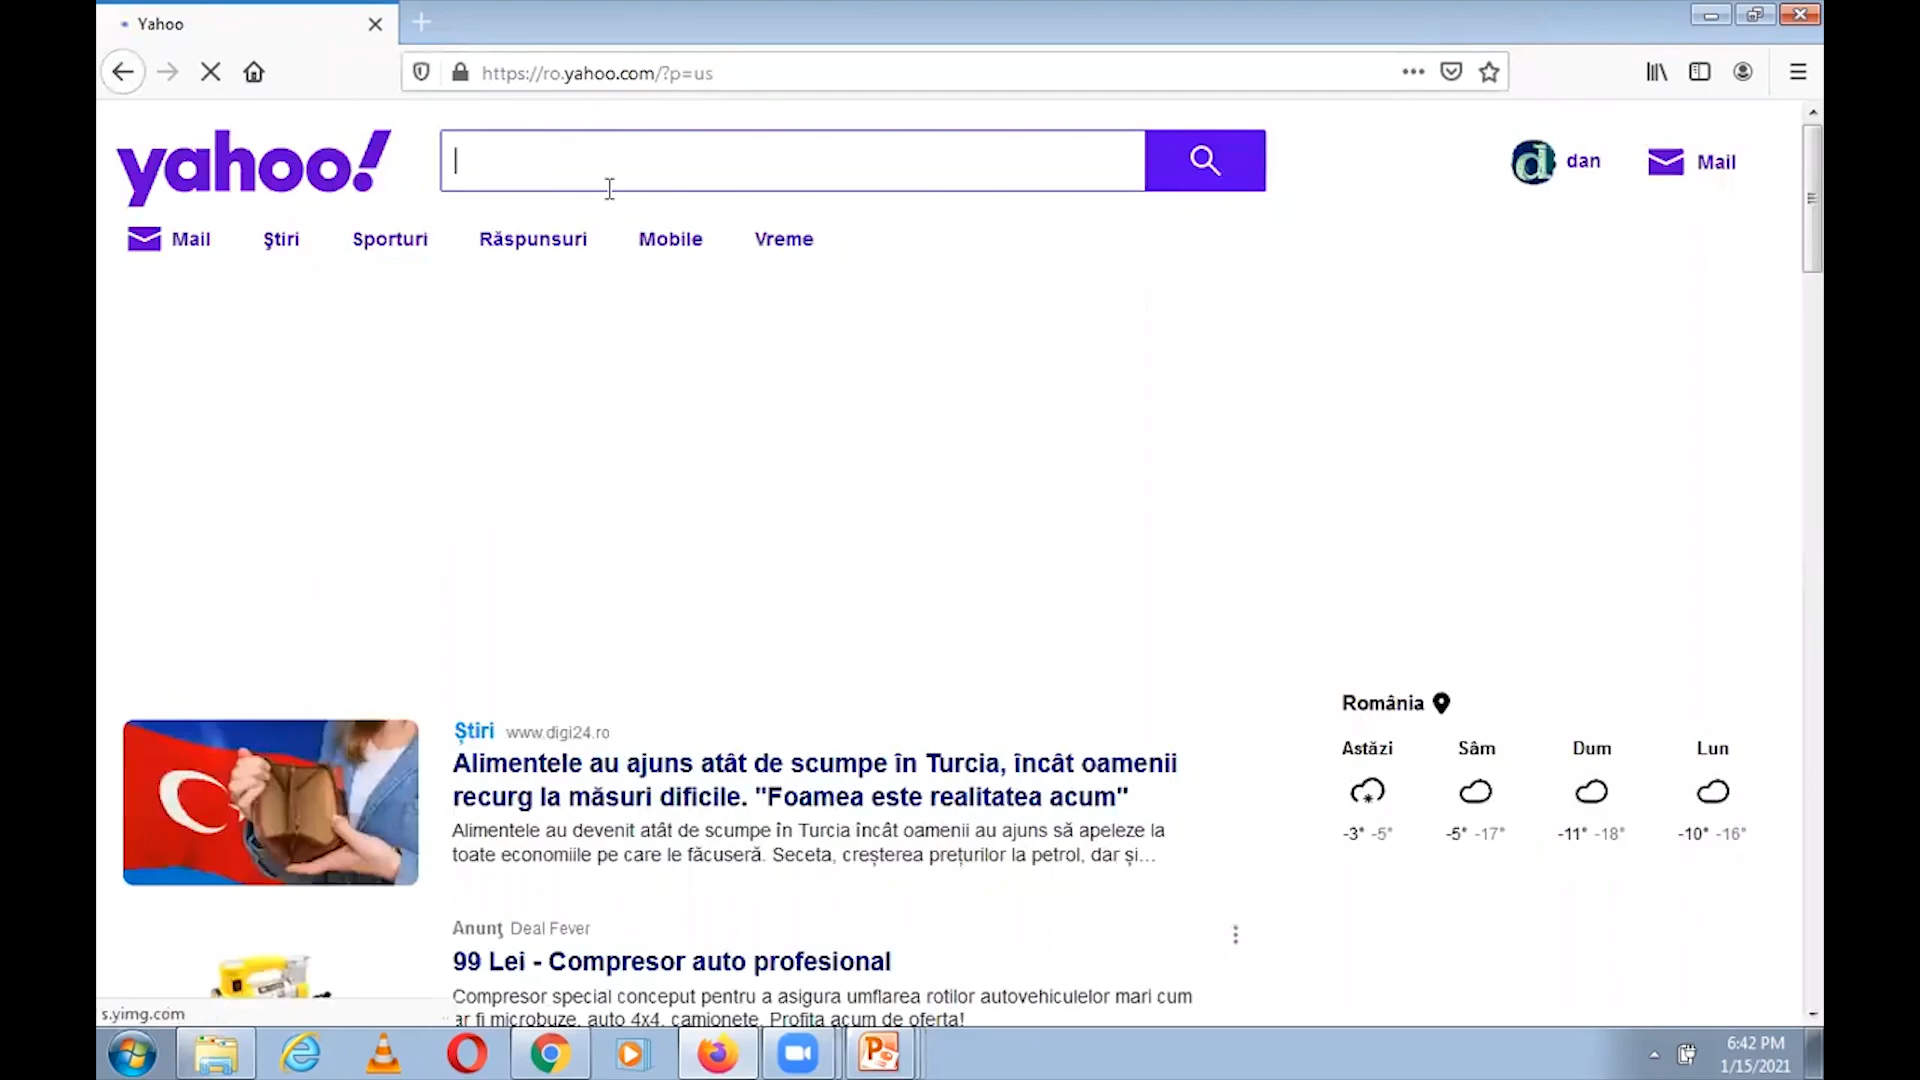 Yahoo
https://ro.yahoo.com/?p=us
yahoo!
dan
Mail
Mail
Ştiri
Sporturi
Răspunsuri
Mobile
Vreme
Știri www.digi24.ro
Alimentele au ajuns atât de scumpe în Turcia, încât oamenii
recurg la măsuri dificile. "Foamea este realitatea acum"
Alimentele au devenit atât de scumpe în Turcia încât oamenii au ajuns să apeleze la
toate economiile pe care le făcuseră. Seceta, creșterea prețurilor la petrol, dar și...
România
Astăzi Sâm Dum Lun
-3° -5° -5° -17° -11° -18° -10° -16°
Anunţ Deal Fever
99 Lei - Compresor auto profesional
Compresor special conceput pentru a asigura umflarea rotilor autovehiculelor mari cum
ar fi microbuze, auto 4x4, camionete. Profita acum de oferta!
s.yimg.com
6:42 PM
1/15/2021